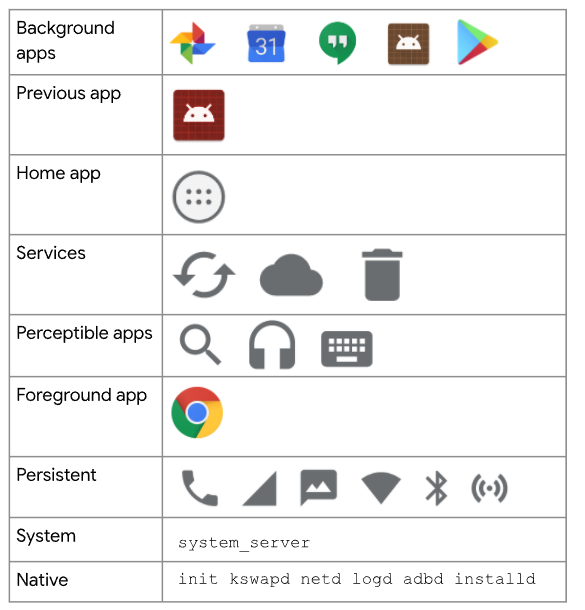 Background
apps
31
Previous app
Home app
Services
Perceptible apps
Foreground app
Persistent
System
system_server
Native
init kswapd netd logd adbd installd